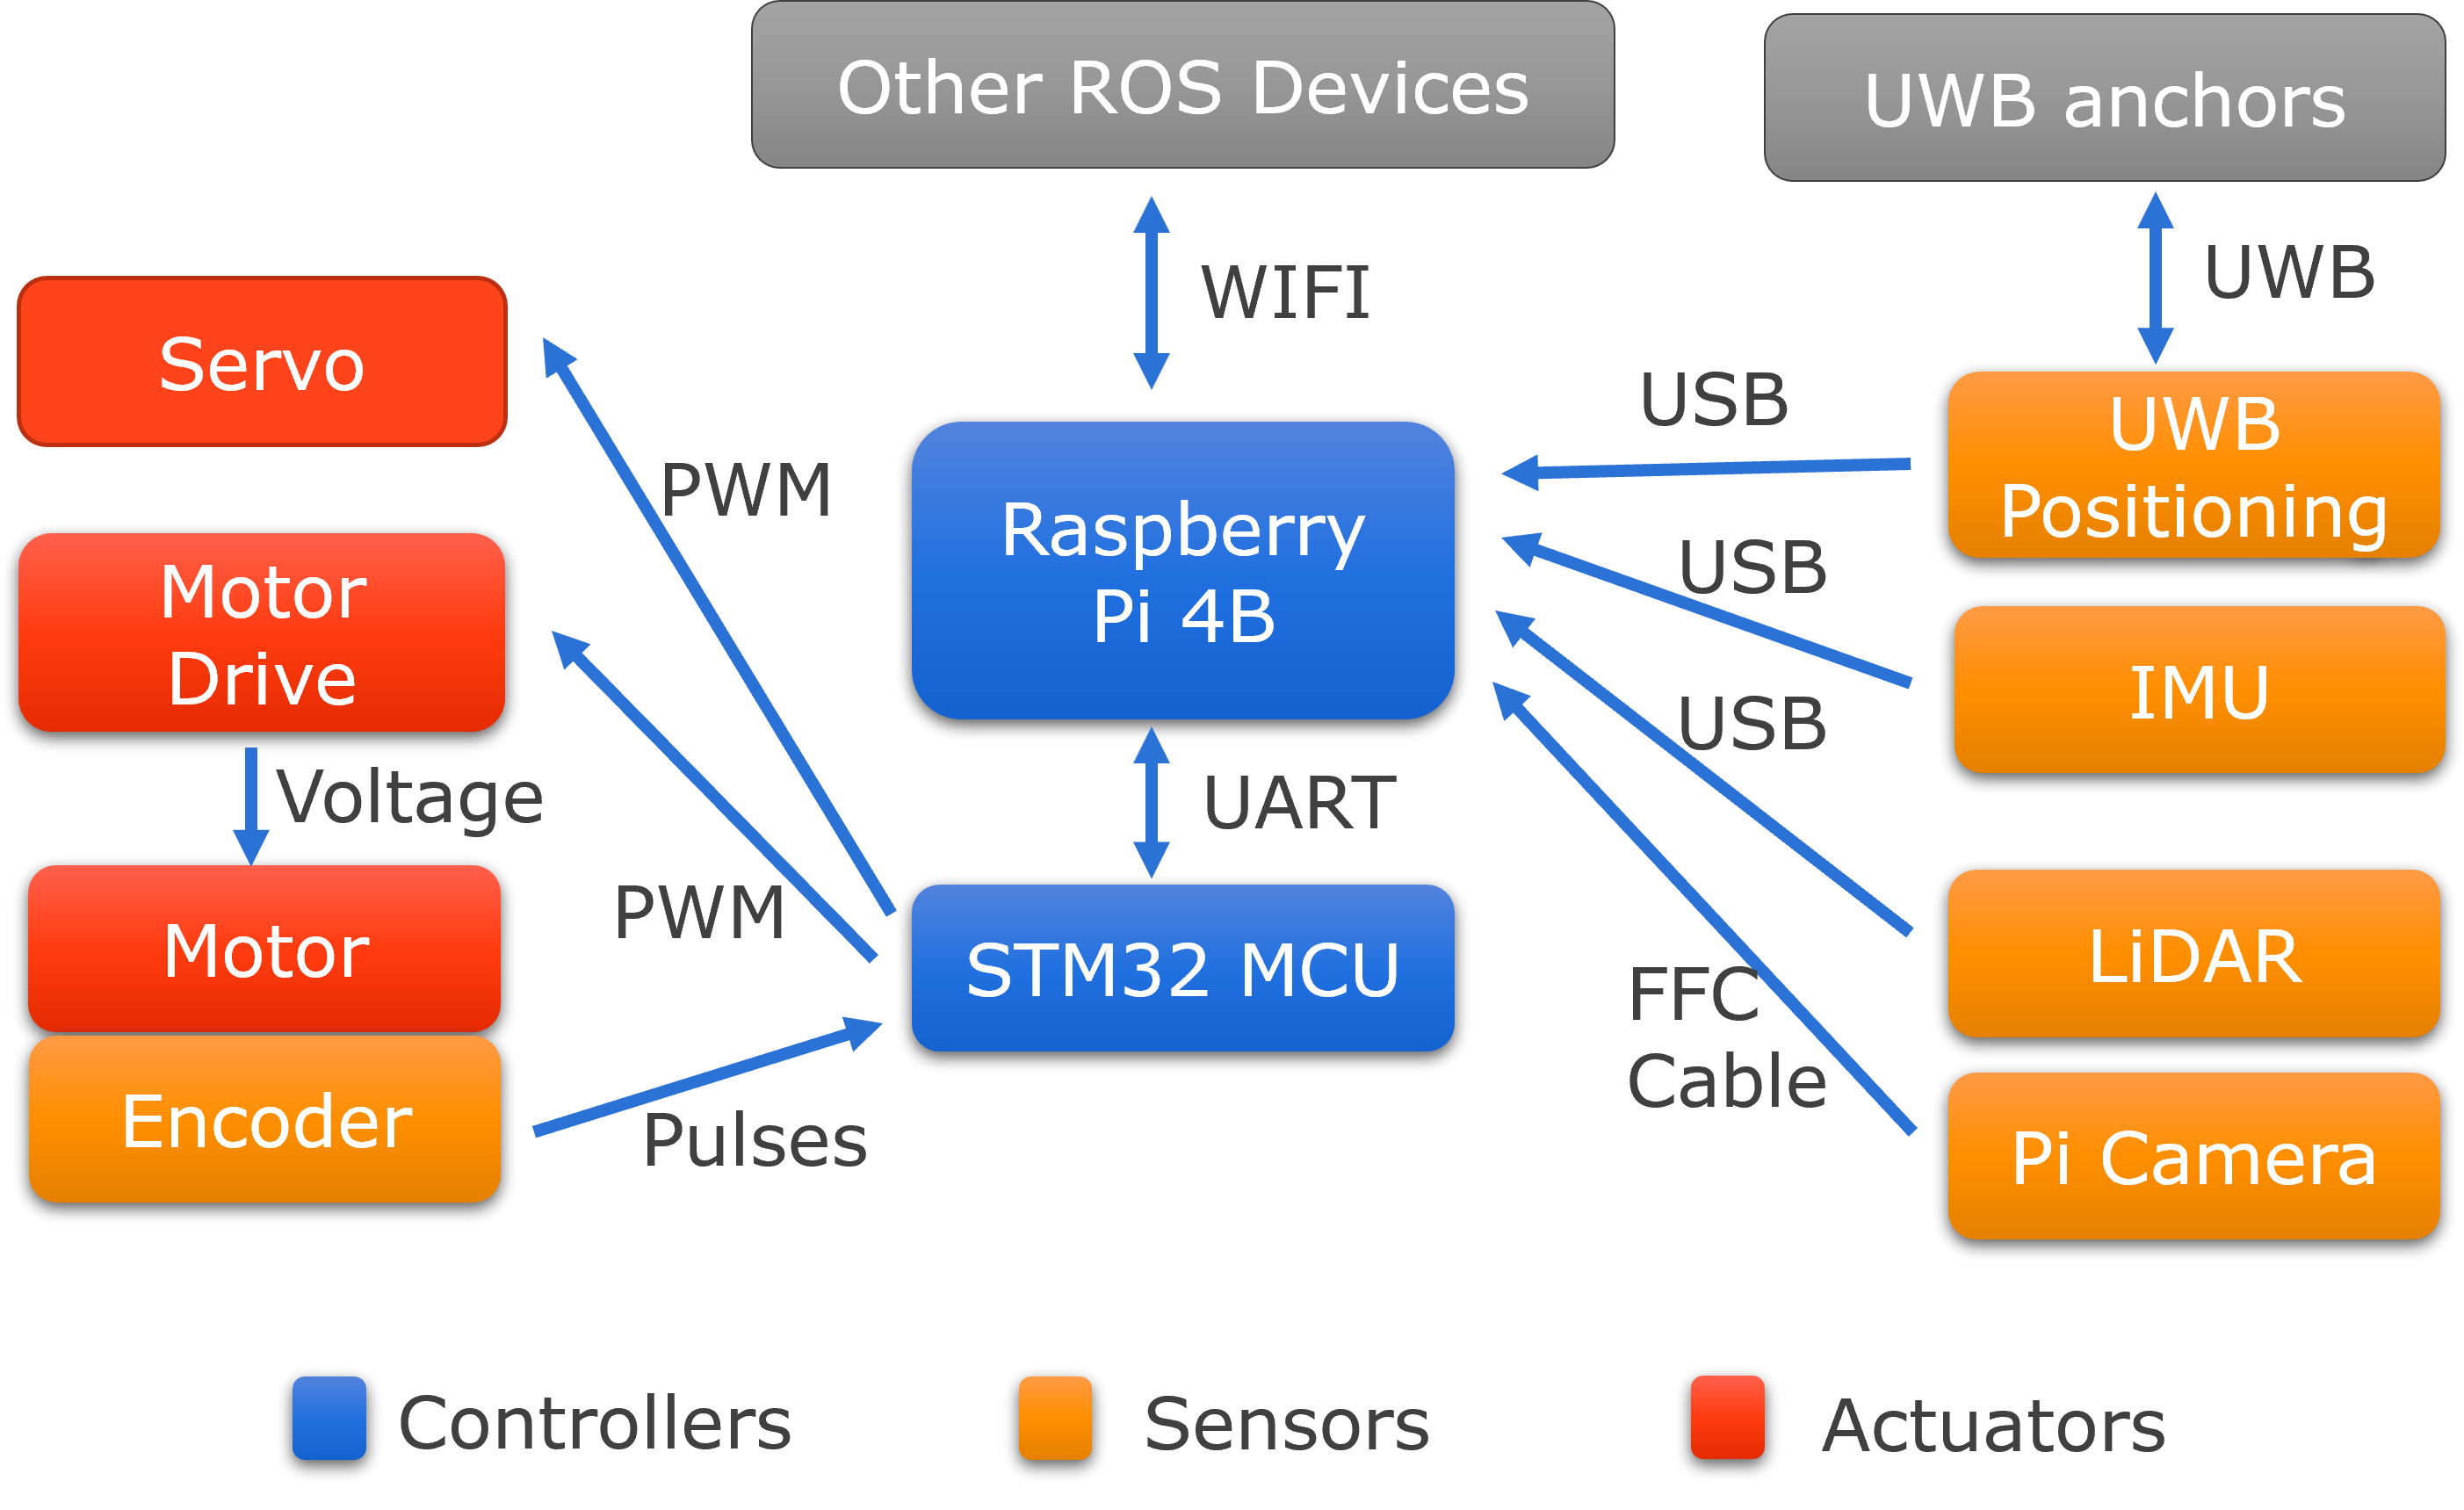 Other ROS Devices
UWB anchors
WIFI
UWB
Servo
USB
UWB
Positioning
PWM
Raspberry
Pi 4B
USB
Motor
Drive
IMU
USB
Voltage
UART
PWM
Motor
STM32 MCU
LiDAR
FFC
Cable
Encoder
Pulses
Pi Camera
Controllers
Sensors
Actuators